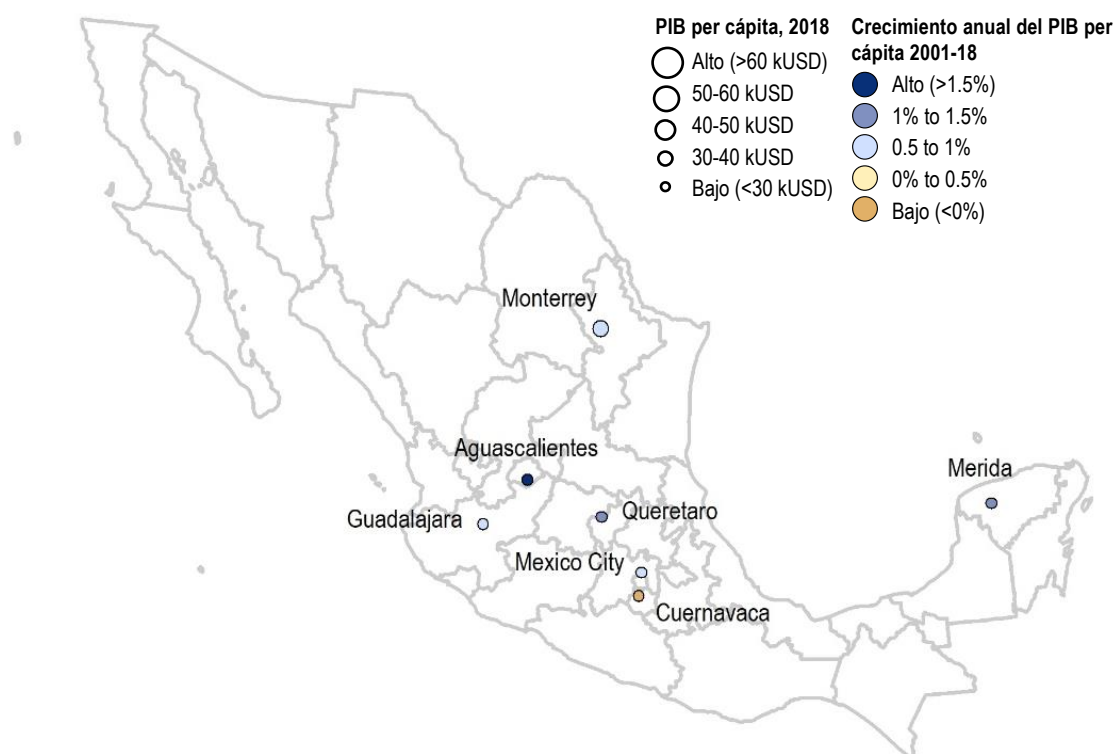 PIB per cápita, 2018
Alto (>60 kUSD)
50-60 kUSD
40-50 kUSD
30-40 kUSD
Bajo (<30 kUSD)
Crecimiento anual del PIB per
cápita 2001-18
Alto (>1.5%)
1% to 1.5%
0.5 to 1%
0% to 0.5%
Bajo (<0%)
Monterrey
Aguascalientes
Merida
Guadalajara
Queretaro
Mexico City
Cuernavaca